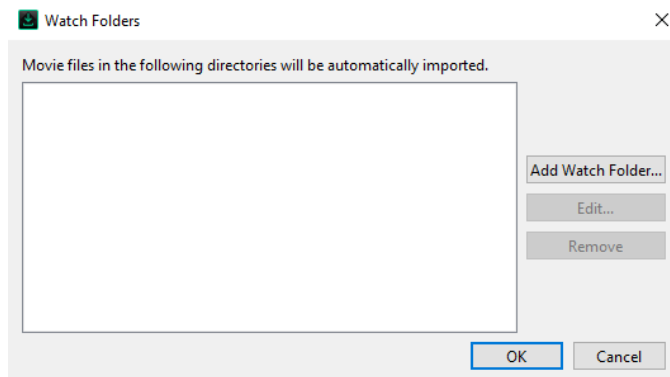 Watch Folders
Movie files in the following directories will be automatically imported.
Add Watch Folder...
Edit...
Remove
OK
Cancel